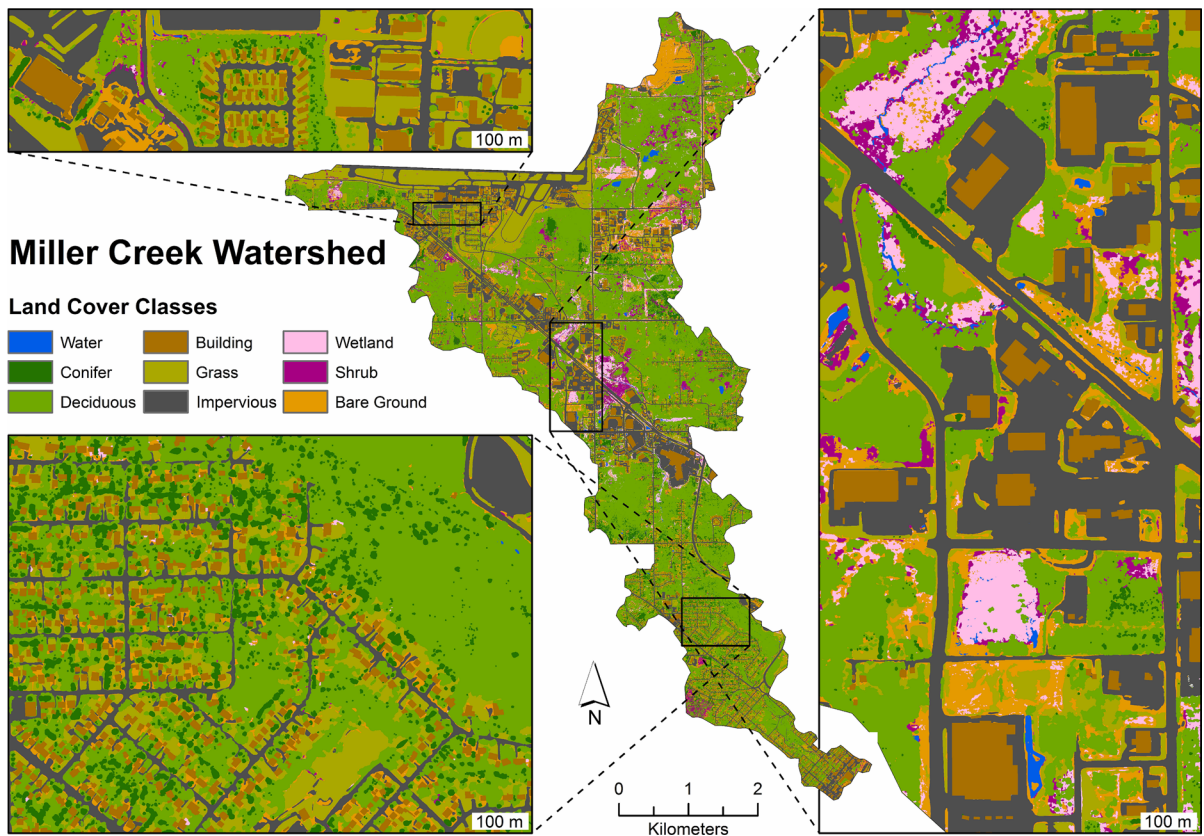 100 m
Miller Creek Watershed
Land Cover Classes
Water Building Wetland
Conifer Grass Shrub
Deciduous Impervious Bare Ground
100 m
N
0 1 2
Kilometers
100 m